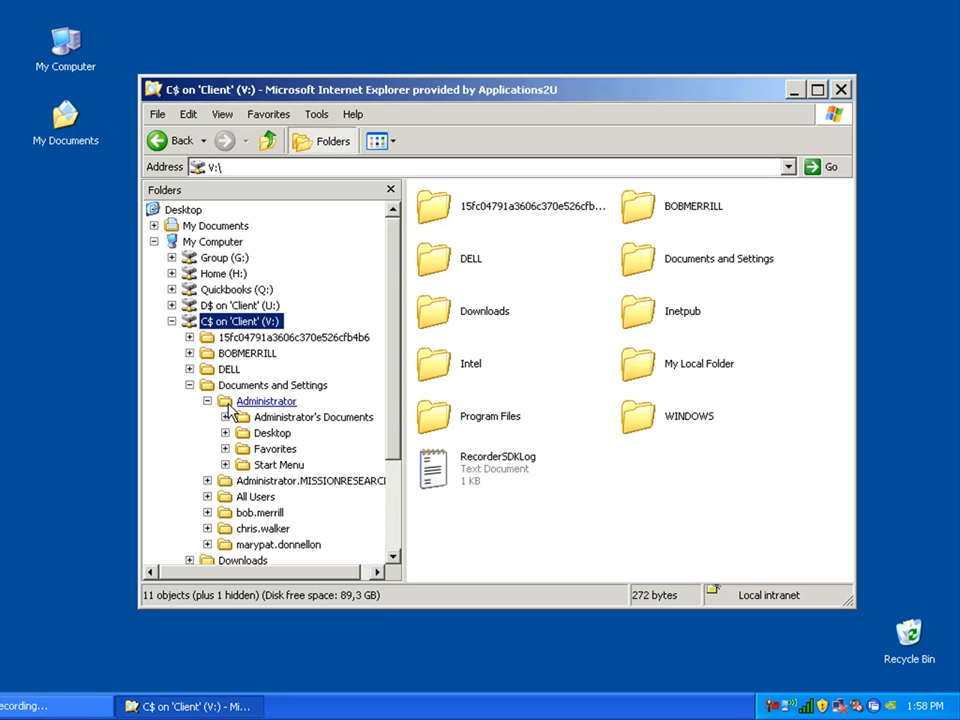 My Computer
My Documents
C$ on 'Client' (V:) - Microsoft Internet Explorer provided by Applications2U
File Edit View Favorites Tools Help
Back Folders
Address V:\ Go
Folders
Desktop
My Documents
My Computer
Group (G:)
Home (H:)
Quickbooks (Q:)
D$ on 'Client' (U:)
C$ on 'Client' (V:)
15fc04791a3606c370e526cfb4b6
BOBMERRILL
DELL
Documents and Settings
Administrator
Administrator's Documents
Desktop
Favorites
Start Menu
Administrator.MISSIONRESEARC
All Users
bob.merrill
chris.walker
marypat.donnellon
Downloads
15fc04791a3606c370e526cfb...
BOBMERRILL
DELL
Documents and Settings
Downloads
Inetpub
Intel
My Local Folder
Program Files
WINDOWS
RecorderSDKLog
Text Document
1 KB
11 objects (plus 1 hidden) (Disk free space: 89,3 GB) 272 bytes Local intranet
Recycle Bin
ecording... C$ on 'Client' (V:) - Mi... 1:58 PM